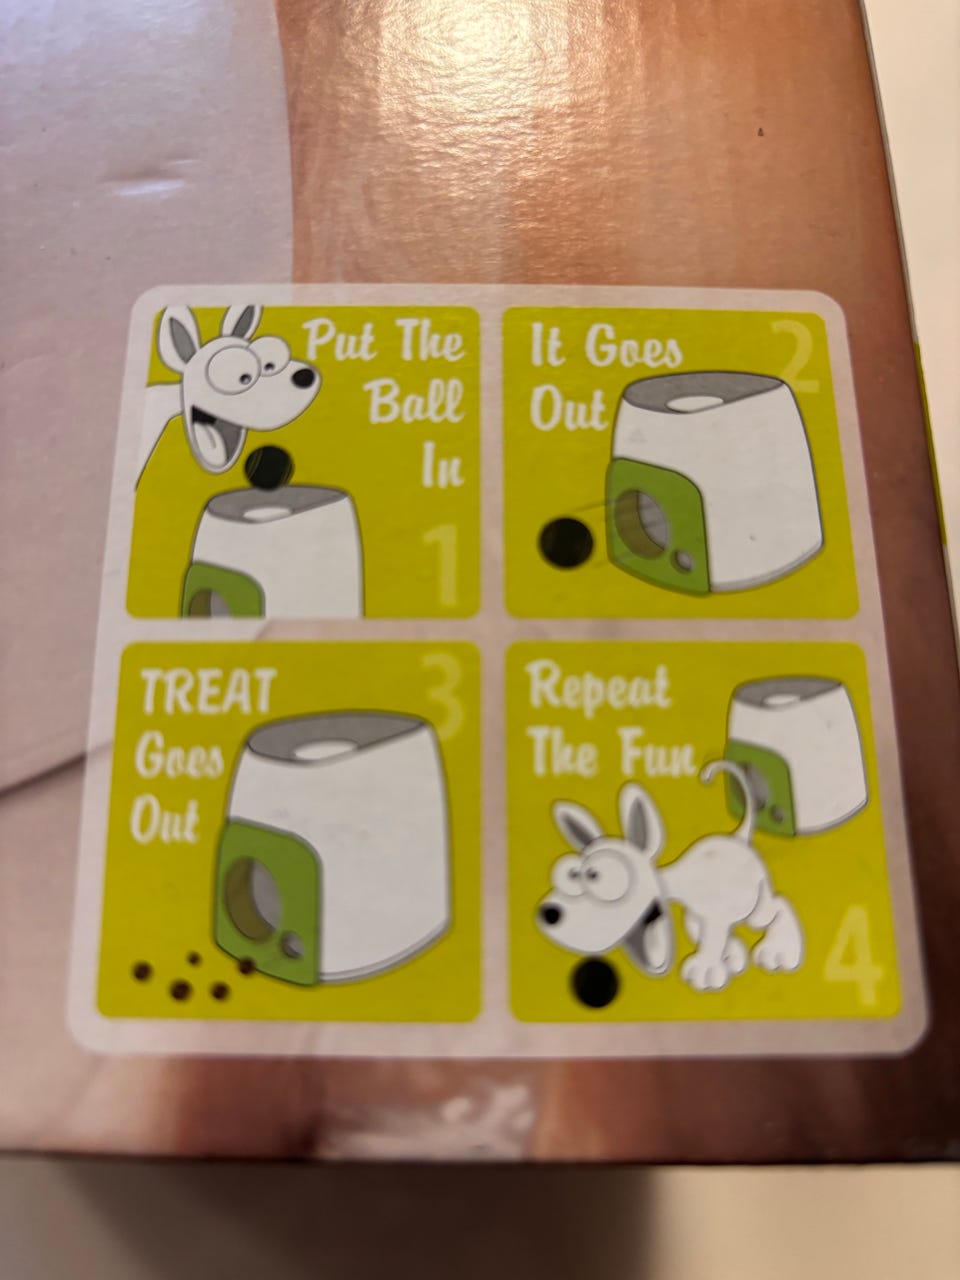 Put The
Ball
In
1
It Goes
Out
2
TREAT
Goes
Out
3
Repeat
The Fun
4